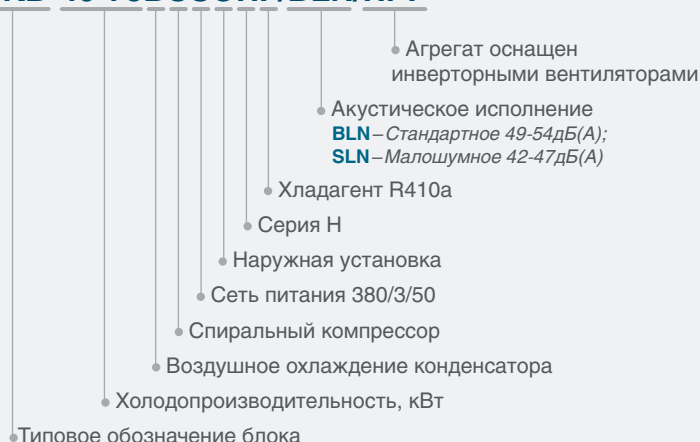 Агрегат оснащен
инверторными вентиляторами
Акустическое исполнение
BLN – Стандартное 49-54дБ(А);
SLN – Малошумное 42-47дБ(А)
Хладагент R410a
Серия H
Наружная установка
Сеть питания 380/3/50
Спиральный компрессор
Воздушное охлаждение конденсатора
Холодопроизводительность, кВт
Типовое обозначение блока